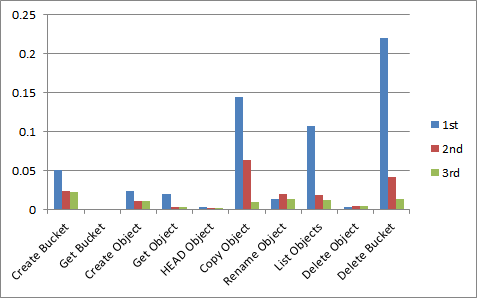 0.25
0.2
0.15
0.1
0.05
0
Create Bucket
Get Bucket
Create Object
Get Object
HEAD Object
Copy Object
Rename Object
List Objects
Delete Object
Delete Bucket
1st
2nd
3rd